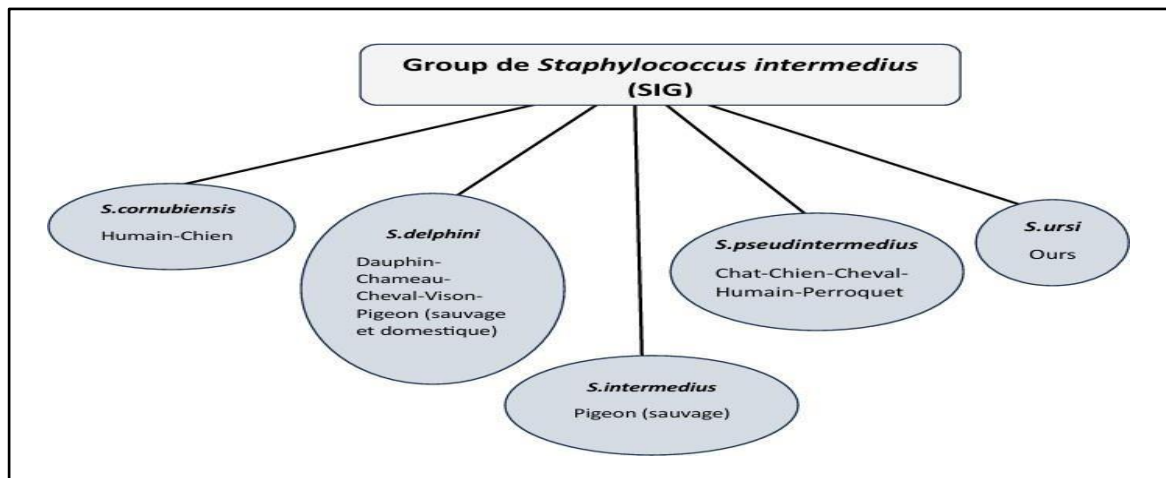 Group de Staphylococcus intermedius
(SIG)
S.cornubiensis
Humain-Chien
S.delphini
Dauphin-
Chameau-
Cheval-Vison-
Pigeon (sauvage
et domestique)
S.intermedius
Pigeon (sauvage)
S.pseudintermedius
Chat-Chien-Cheval-
Humain-Perroquet
S.ursi
Ours